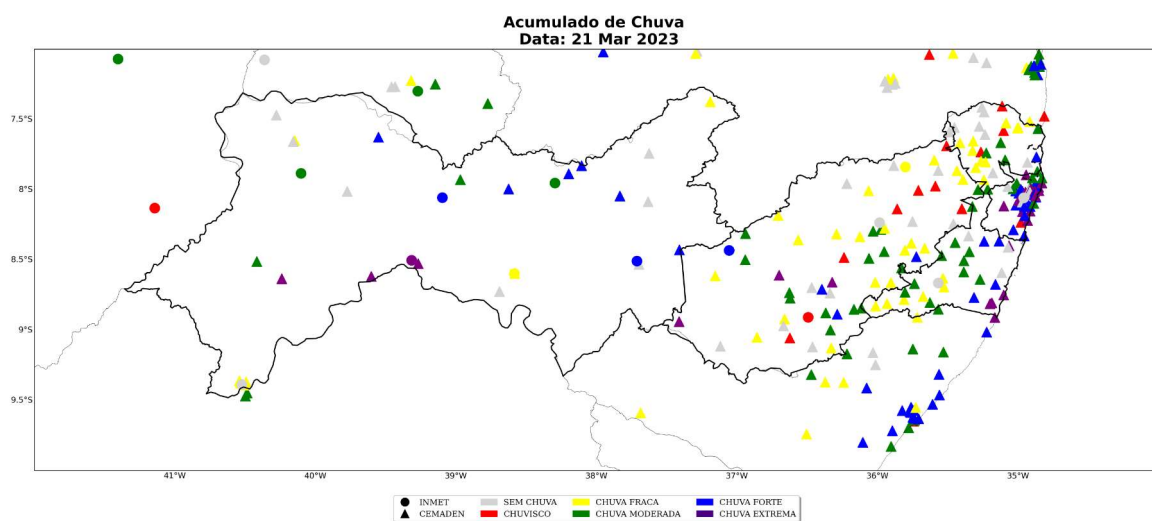 Acumulado de Chuva
Data: 21 Mar 2023
7.5°S
8°S
8.5°S
9°S
9.5°S
41°W 40°W 39°W 38°W 37°W 36°W 35°W
INMET SEM CHUVA CHUVA FRACA CHUVA FORTE
CEMADEN CHUVISCO CHUVA MODERADA CHUVA EXTREMA